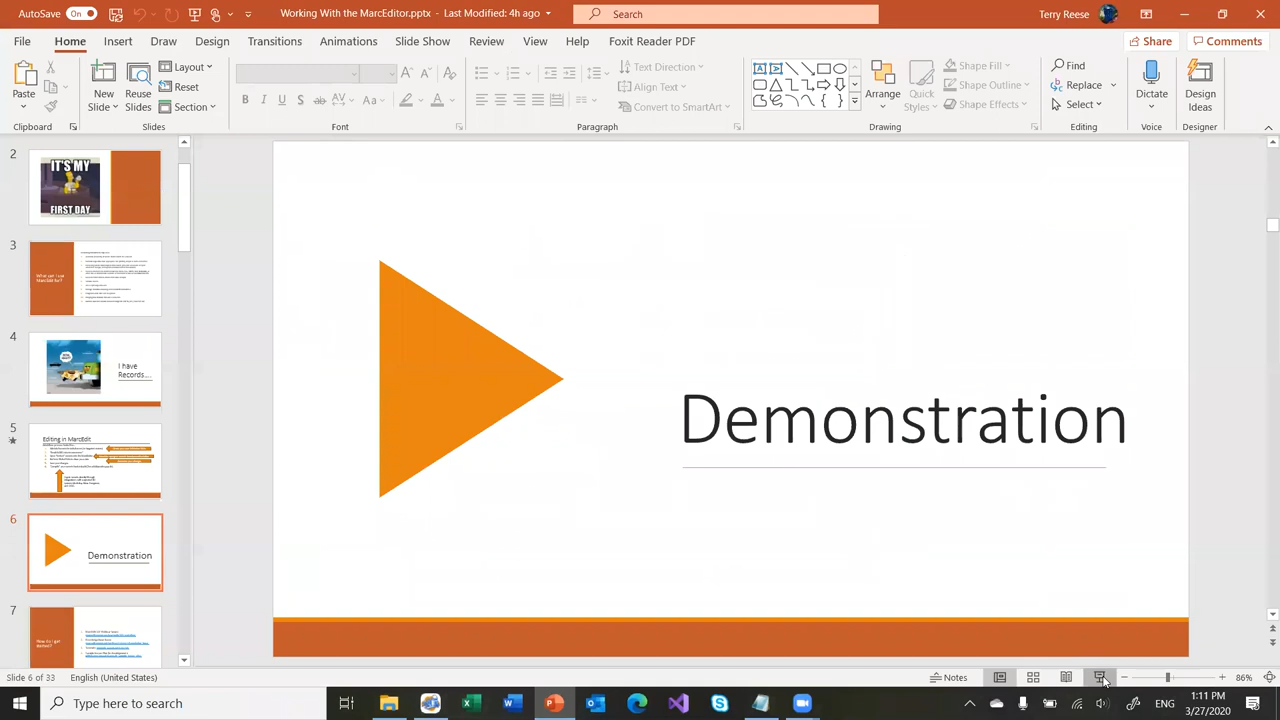 AutoSave On Working With the MarcEditor.pptx - Last Modified: 4h ago Search Terry Reese
File Home Insert Draw Design Transitions Animations Slide Show Review View Help Foxit Reader PDF Share Comments
Paste New Slide Reuse Slides Layout Reset Section
Text Direction Align Text Convert to SmartArt
Arrange Quick Styles Shape Fill Shape Outline Shape Effects
Find Replace Select Dictate Design Ideas
Clipboard Slides Font Paragraph Drawing Editing Voice Designer
2
IT'S MY
FIRST DAY
3
What can I use
MarcEdit for?
4
I have
Records....
5
Editing in MarcEdit
6
Demonstration
7
How do I get
started?
Demonstration
Slide 6 of 33 English (United States) Notes 86%
Type here to search ENG 1:11 PM
3/27/2020